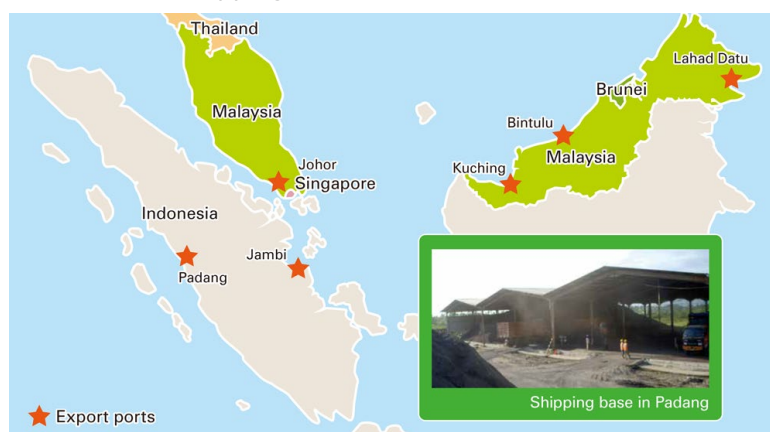 Thailand
Lahad Datu
Brunei
Malaysia
Bintulu
Malaysia
Johor
Kuching
Singapore
Indonesia
Jambi
Padang
Shipping base in Padang
Export ports